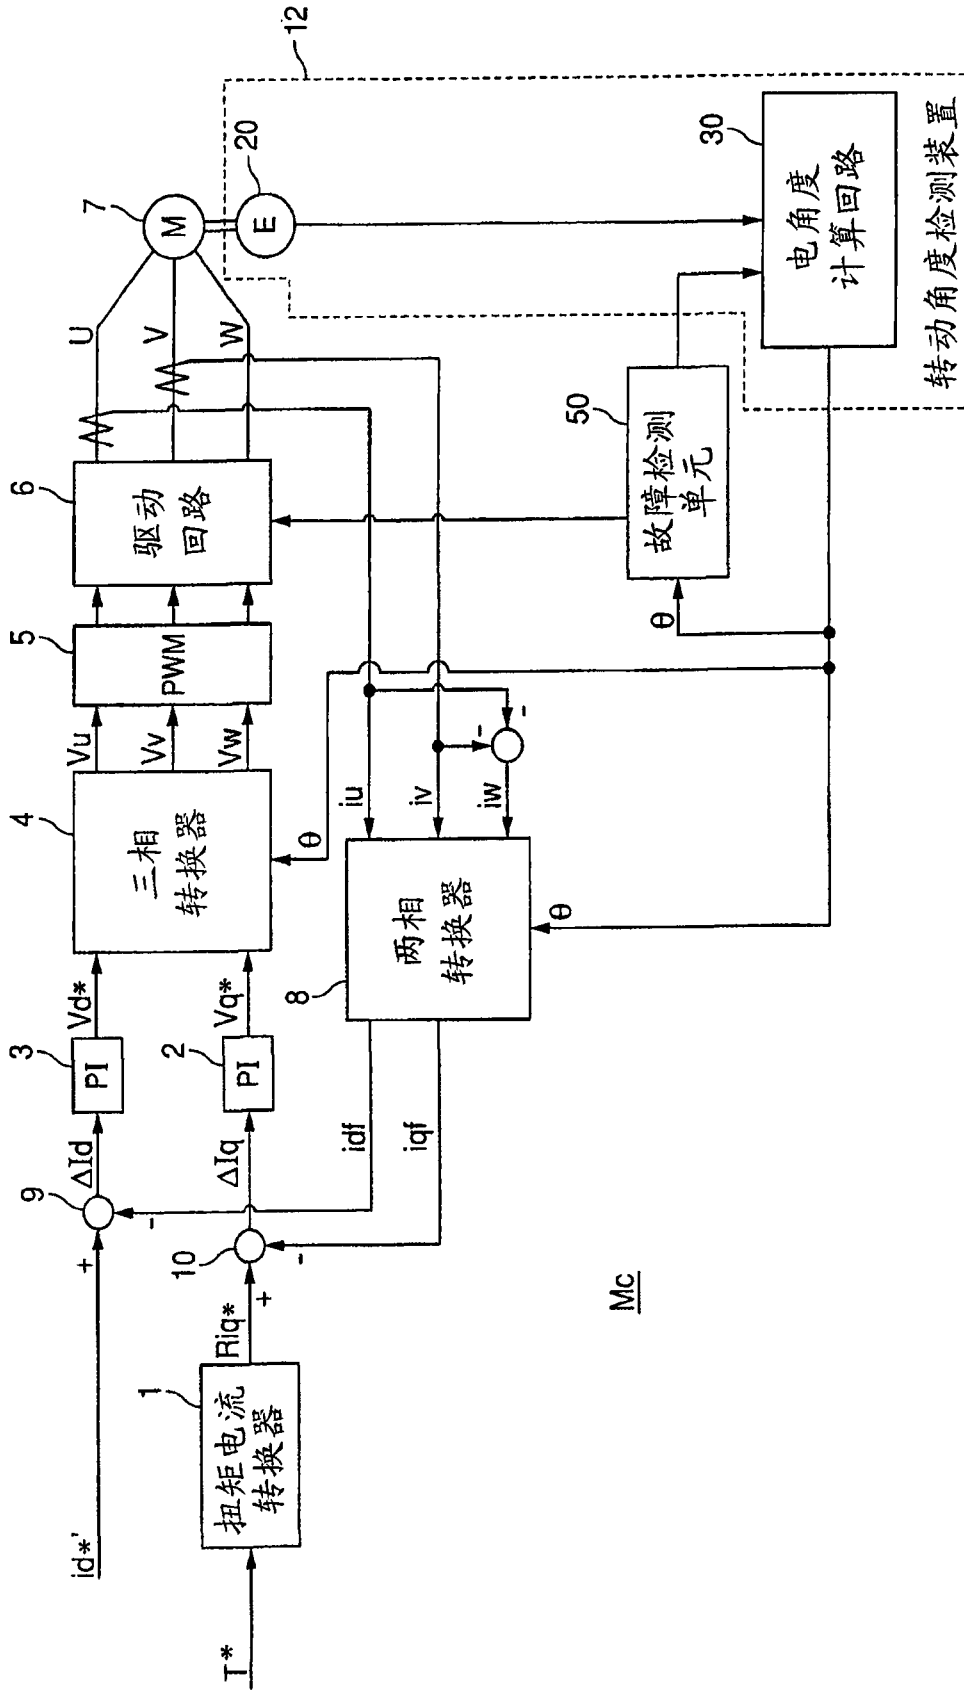 T*
id*'
1
扭矩电流
转换器
Riq*
+
+
10
9
-
-
ΔId
ΔIq
3
PI
2
PI
Vd*
Vq*
idf
iqf
4
三相
转换器
8
两相
转换器
θ
θ
Vu
Vv
Vw
iu
iv
iw
-
-
5
PWM
6
驱动
回路
U
V
W
7
M
20
E
12
θ
50
故障检测
单元
30
电角度
计算回路
转动角度检测装置
Mc